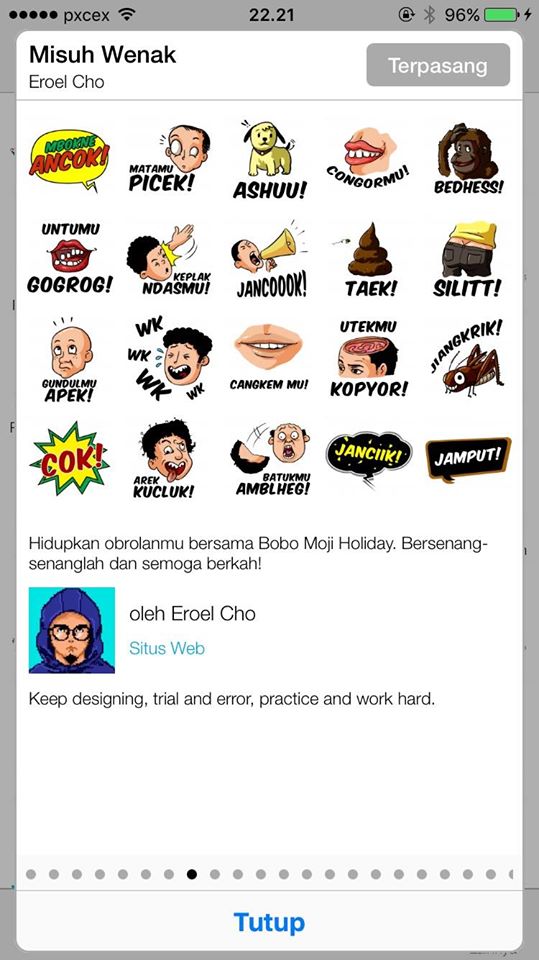 pxcex
22.21
96%
Misuh Wenak
Eroel Cho
Terpasang
MBOKNE
ANCOK!
MATAMU
PICEK!
ASHUU!
CONGORMU!
BEDHESS!
UNTUMU
GOGROG!
KEPLAK
NDASMU!
JANCOOOK!
TAEK!
SILITT!
GUNDULMU
APEK!
WK
WK
WK
WK
CANGKEM MU!
UTEKMU
KOPYOR!
JIANGKRIK!
COK!
AREK
KUCLUK!
BATUKMU
AMBLHEG!
JANCIIK!
JAMPUT!
Hidupkan obrolanmu bersama Bobo Moji Holiday. Bersenang-
senanglah dan semoga berkah!
oleh Eroel Cho
Situs Web
Keep designing, trial and error, practice and work hard.
Tutup